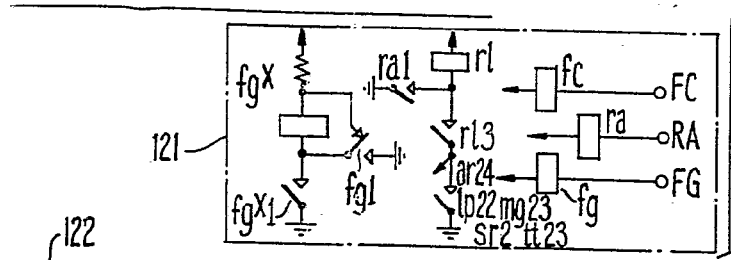 fgx
ra1
rl
fc
FC
ra
RA
121
rl3
fg1
ar24
FG
fg
fgx1
lp22 mg23
sr2 tt23
122